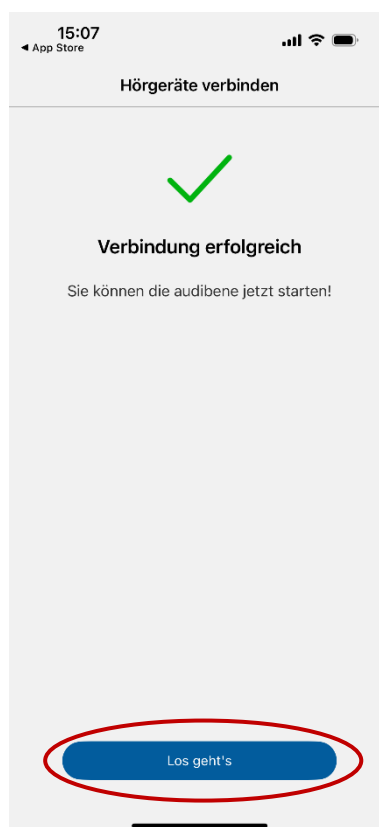 15:07
◀ App Store
Hörgeräte verbinden
Verbindung erfolgreich
Sie können die audibene jetzt starten!
Los geht's